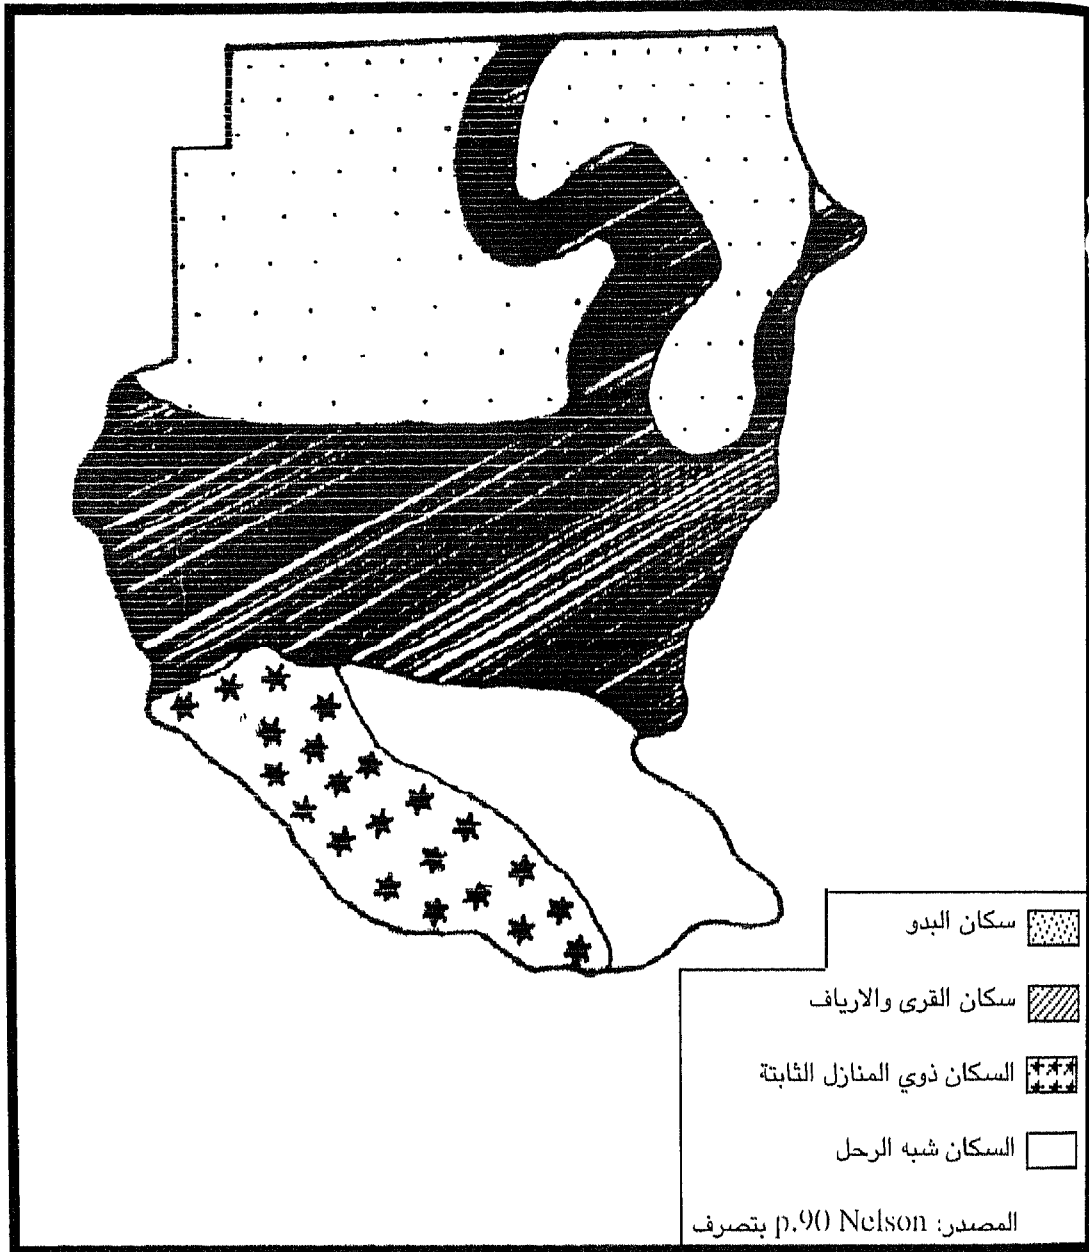 سكان البدو
سكان القرى والارياف
السكان ذوي المنازل الثابتة
السكان شبه الرحل
المصدر: p.90 Nelson بتصرف